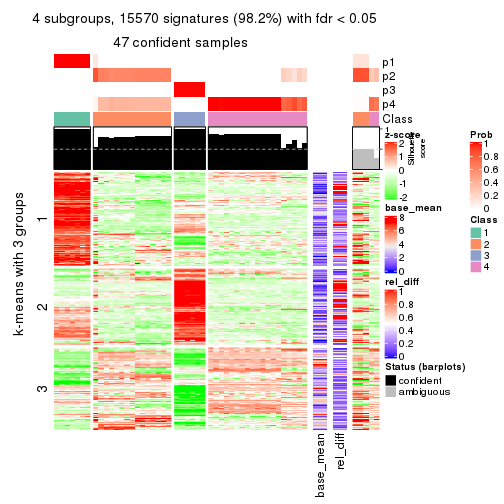 4 subgroups, 15570 signatures (98.2%) with fdr < 0.05
47 confident samples
p1
p2
p3
p4
Class
Silhouette score
k-means with 3 groups
1
2
3
base_mean
rel_diff
z-score
2
1
0
-1
-2
base_mean
8
6
4
2
0
rel_diff
1
0.8
0.6
0.4
0.2
0
Status (barplots)
confident
ambiguous
Prob
1
0.8
0.6
0.4
0.2
0
Class
1
2
3
4